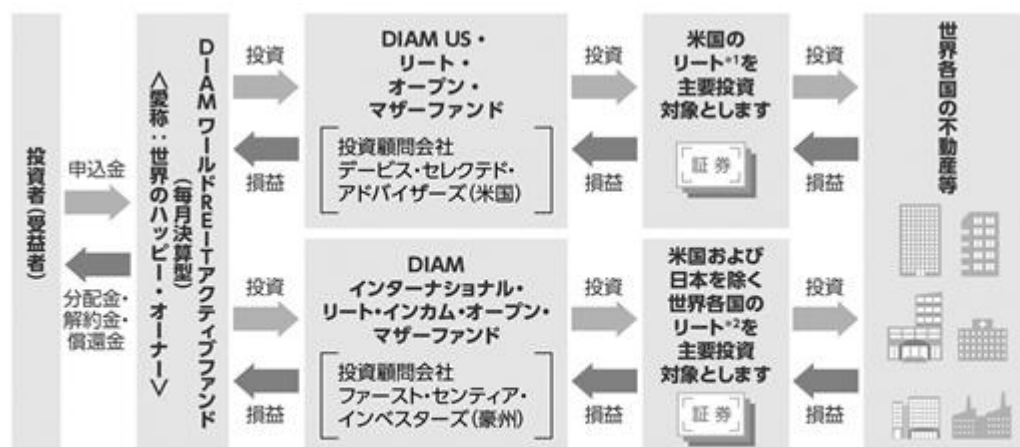 投資者(受益者)
申込金
分配金・
解約金・
償還金
DIAMワールドREITアクティブファンド
(毎月決算型)
<愛称:世界のハッピー・オーナー>
投資
損益
DIAM US・
リート・
オープン・
マザーファンド
投資顧問会社
デービス・セレクテド・
アドバイザーズ(米国)
投資
損益
米国の
リート*1を
主要投資
対象とします
証券
投資
損益
投資
損益
DIAM
インターナショナル・
リート・インカム・オープン・
マザーファンド
投資顧問会社
ファースト・センティア・
インベスターズ(豪州)
投資
損益
米国および
日本を除く
世界各国の
リート*2を
主要投資
対象とします
証券
投資
損益
世界各国の不動産等